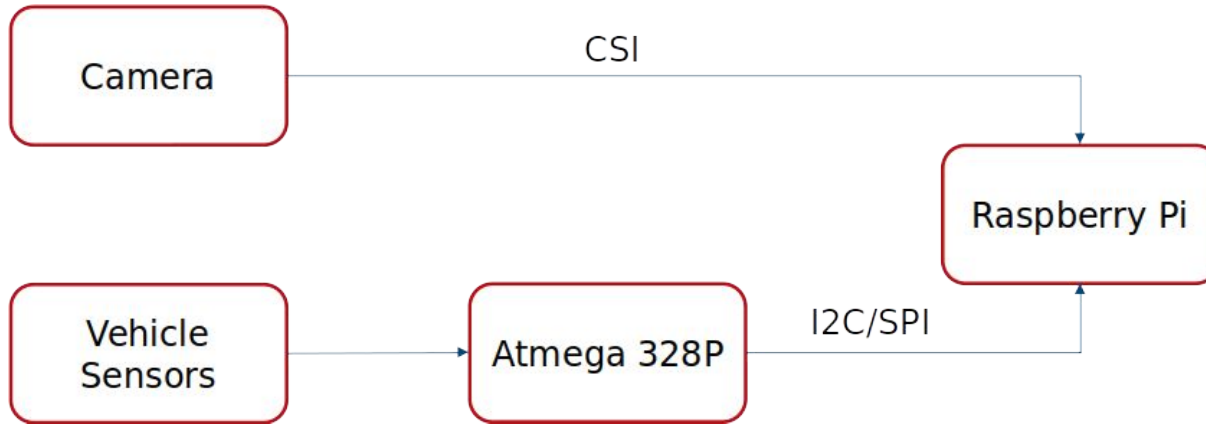 Camera
CSI
Raspberry Pi
Vehicle
Sensors
Atmega 328P
I2C/SPI